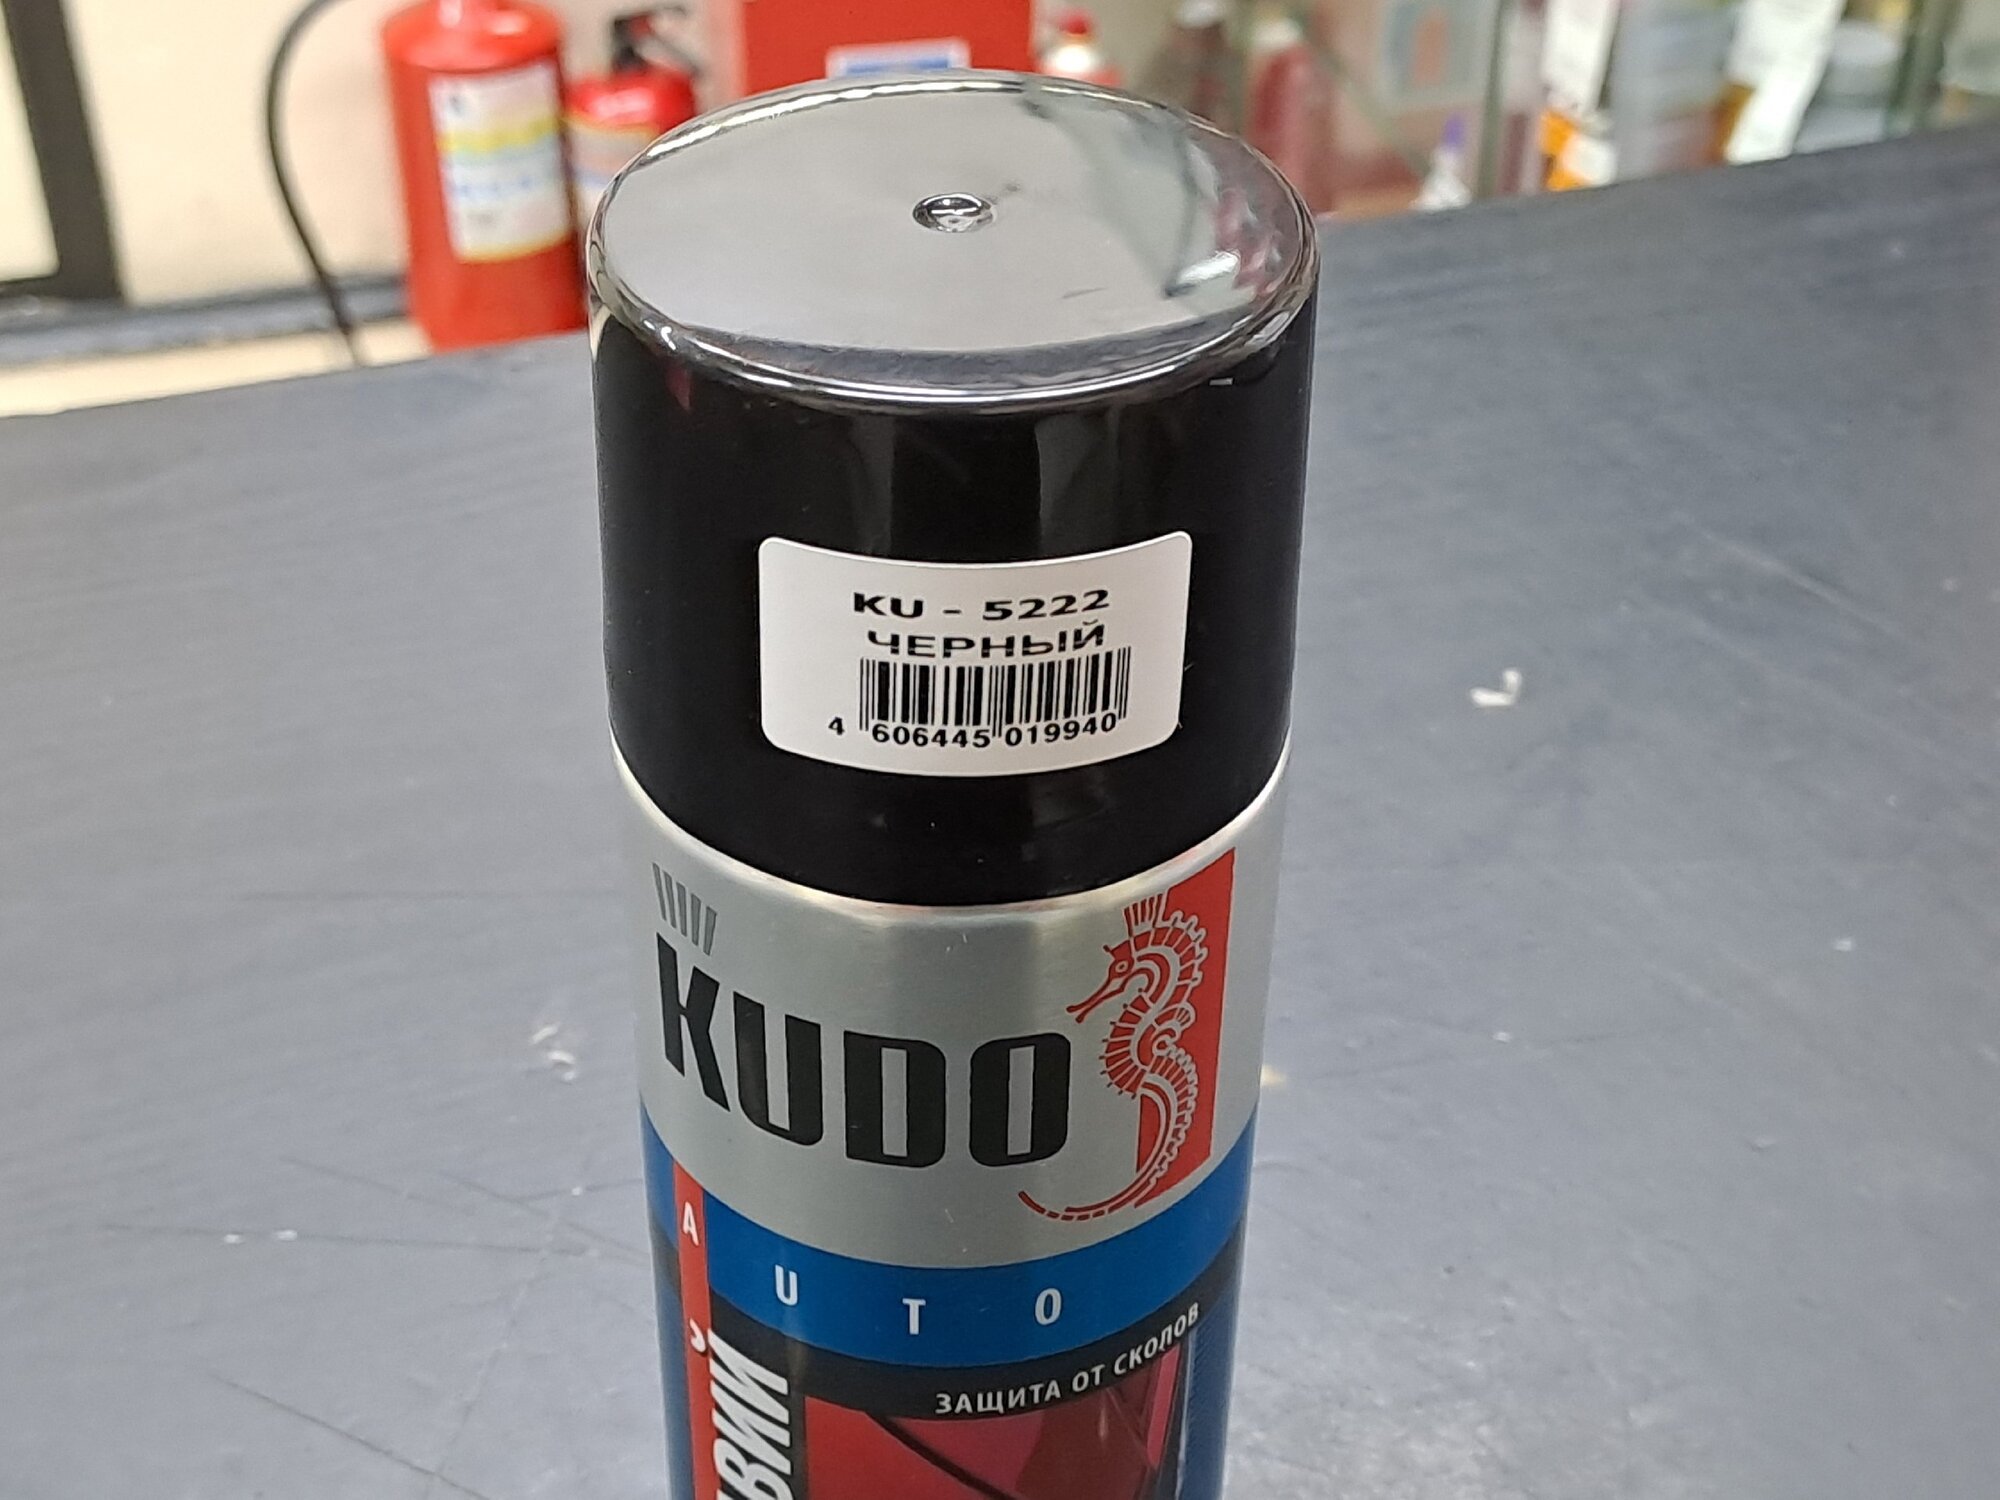 KU - 5222
ЧЕРНЫЙ
4 606445 019940
KUDO
AUTO
ЗАЩИТА ОТ СКОЛОВ